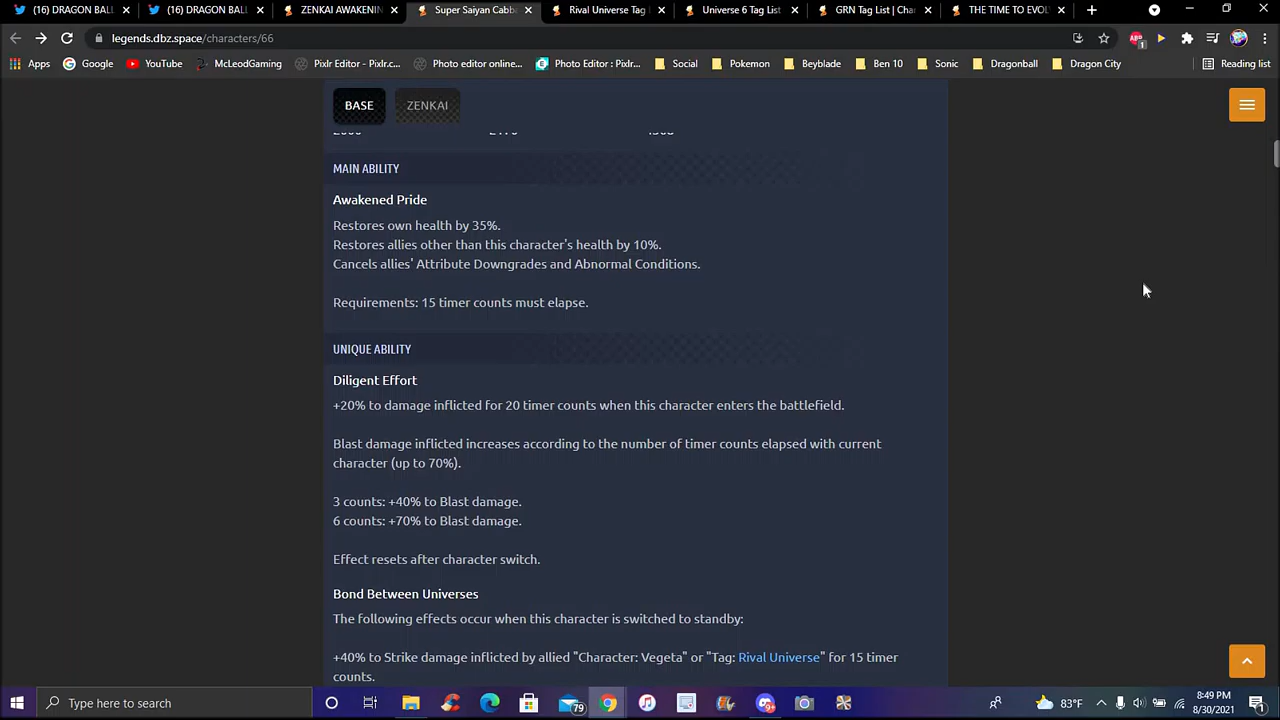 (16) DRAGON BALL
(16) DRAGON BALL
ZENKAI AWAKENIN
Super Saiyan Cabb
Rival Universe Tag
Universe 6 Tag List
GRN Tag List | Cha
THE TIME TO EVOL
legends.dbz.space/characters/66
1
Apps
Google
YouTube
McLeodGaming
Pixlr Editor - Pixlr.c...
Photo editor online...
Photo Editor : Pixlr...
Social
Pokemon
Beyblade
Ben 10
Sonic
Dragonball
Dragon City
Reading list
BASE
ZENKAI
MAIN ABILITY
Awakened Pride
Restores own health by 35%.
Restores allies other than this character's health by 10%.
Cancels allies' Attribute Downgrades and Abnormal Conditions.
Requirements: 15 timer counts must elapse.
UNIQUE ABILITY
Diligent Effort
+20% to damage inflicted for 20 timer counts when this character enters the battlefield.
Blast damage inflicted increases according to the number of timer counts elapsed with current
character (up to 70%).
3 counts: +40% to Blast damage.
6 counts: +70% to Blast damage.
Effect resets after character switch.
Bond Between Universes
The following effects occur when this character is switched to standby:
+40% to Strike damage inflicted by allied "Character: Vegeta" or "Tag: Rival Universe" for 15 timer
counts.
Type here to search
79
83°F
8:49 PM
8/30/2021
1